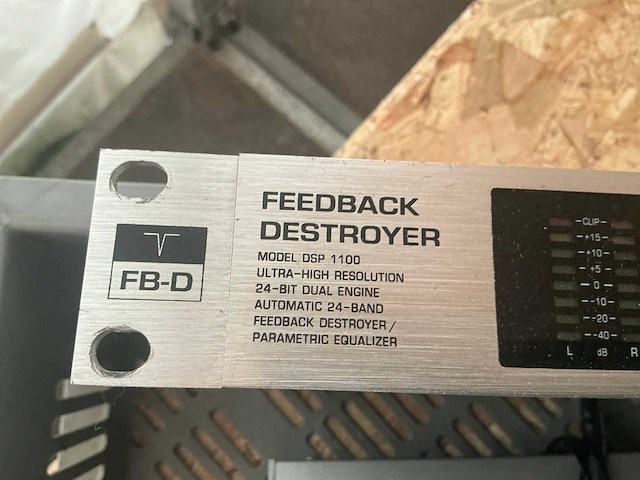 FEEDBACK
DESTROYER
MODEL DSP 1100
ULTRA-HIGH RESOLUTION
24-BIT DUAL ENGINE
AUTOMATIC 24-BAND
FEEDBACK DESTROYER/
PARAMETRIC EQUALIZER
FB-D
-CLIP-
-+15-
-+10-
-+5-
-0-
--10-
--20-
--40-
L dB R